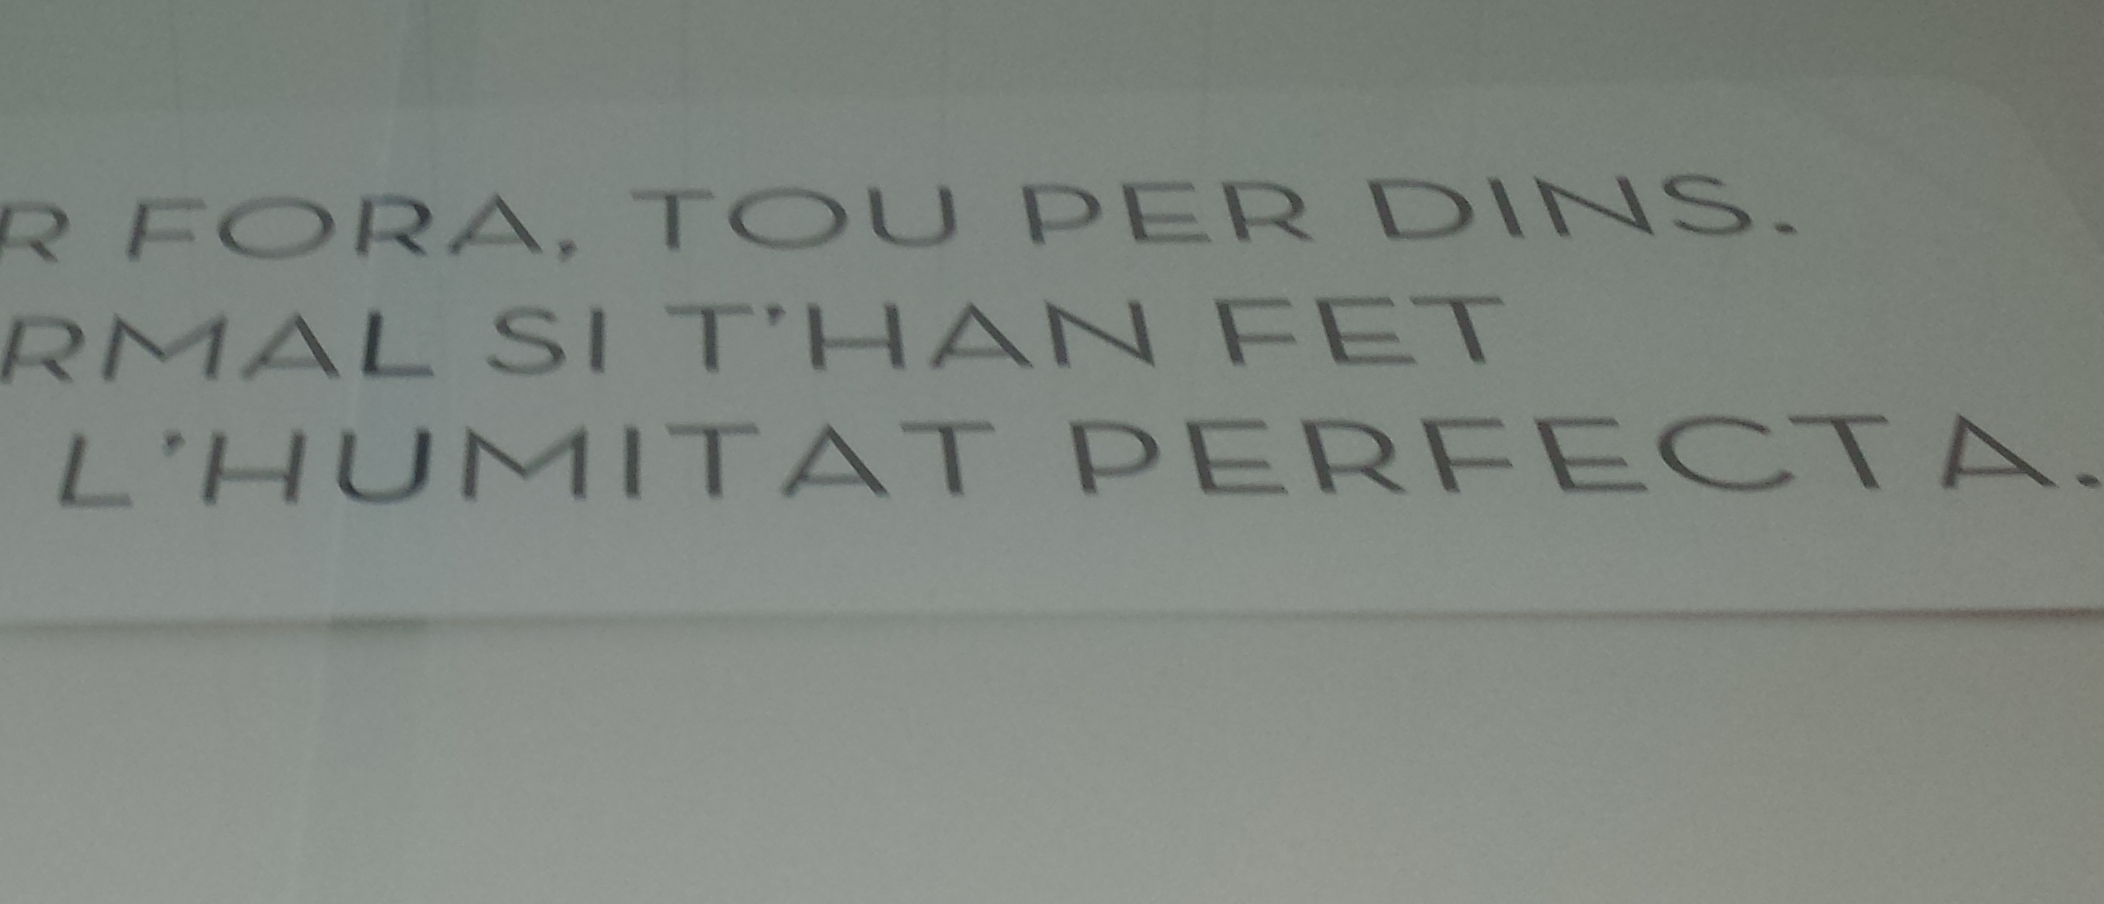 R FORA, TOU PER DINS.
RMAL SI T'HAN FET
L'HUMITAT PERFECTA.